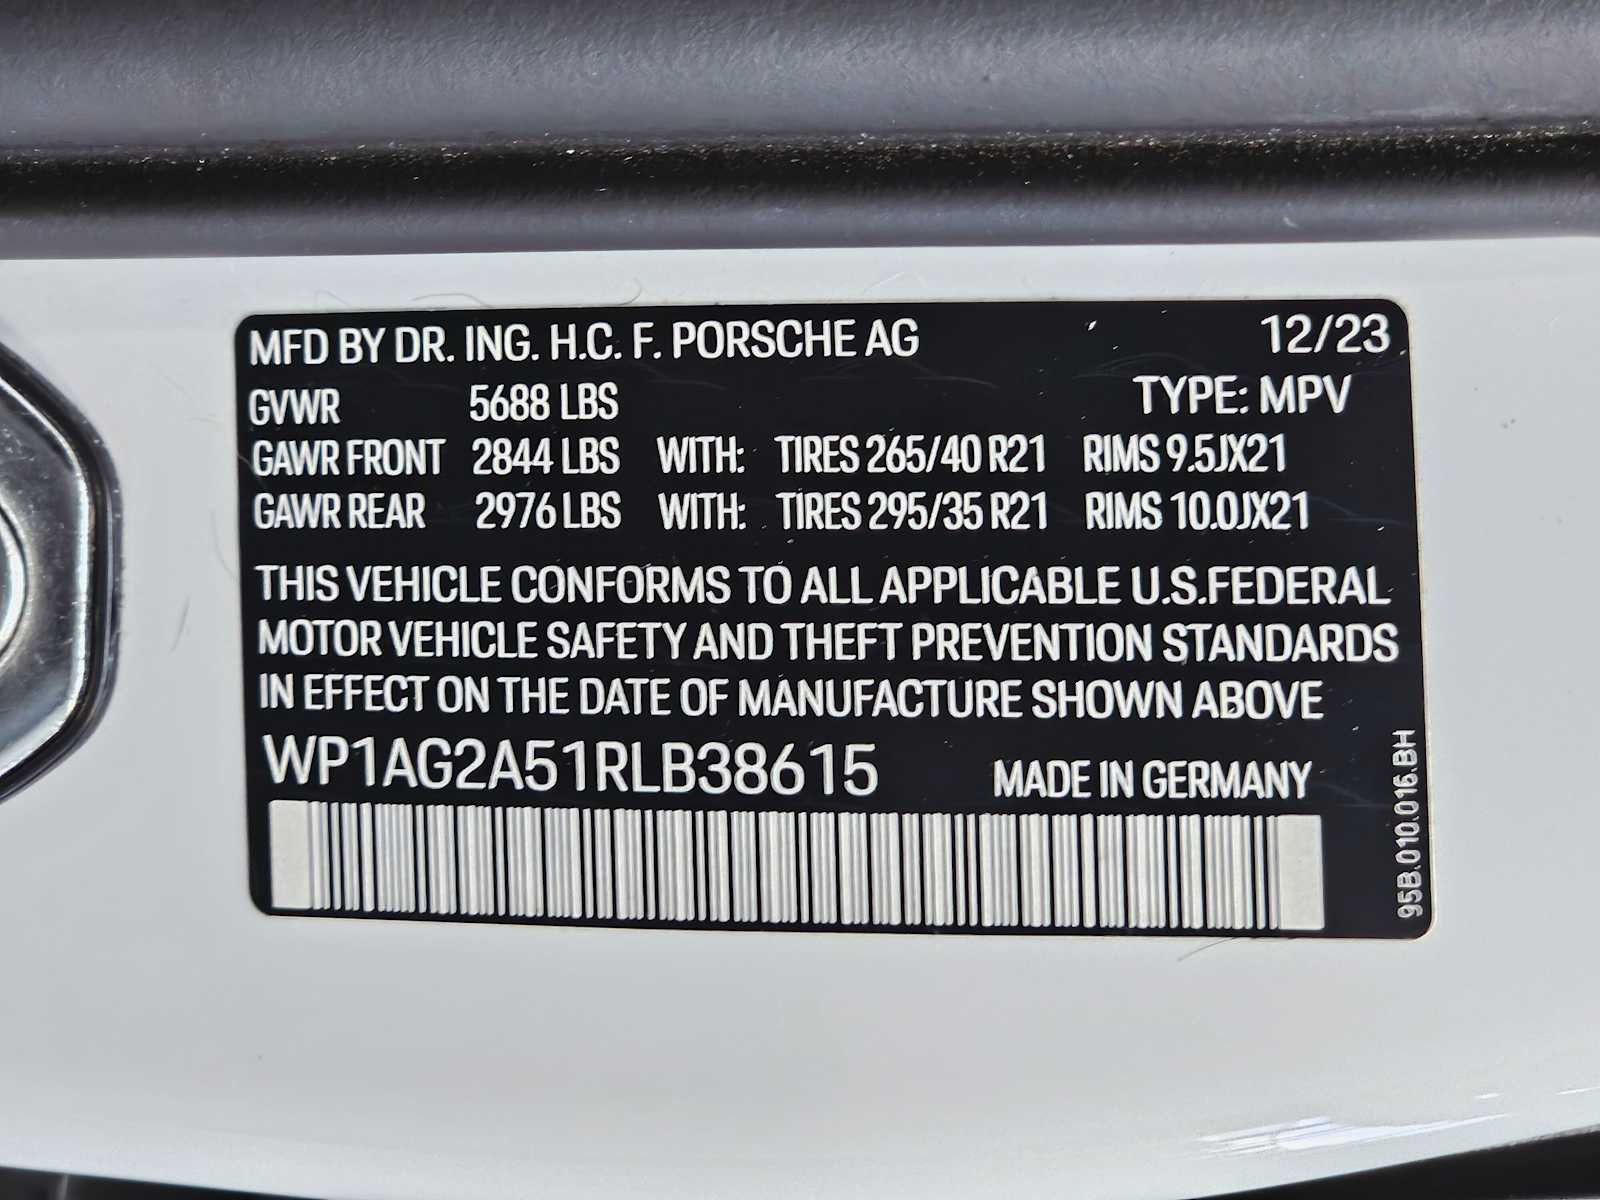 MFD BY DR. ING. H.C. F. PORSCHE AG 12/23
GVWR 5688 LBS TYPE: MPV
GAWR FRONT 2844 LBS WITH: TIRES 265/40 R21 RIMS 9.5JX21
GAWR REAR 2976 LBS WITH: TIRES 295/35 R21 RIMS 10.0JX21
THIS VEHICLE CONFORMS TO ALL APPLICABLE U.S.FEDERAL
MOTOR VEHICLE SAFETY AND THEFT PREVENTION STANDARDS
IN EFFECT ON THE DATE OF MANUFACTURE SHOWN ABOVE
WP1AG2A51RLB38615 MADE IN GERMANY
95B.010.016.BH